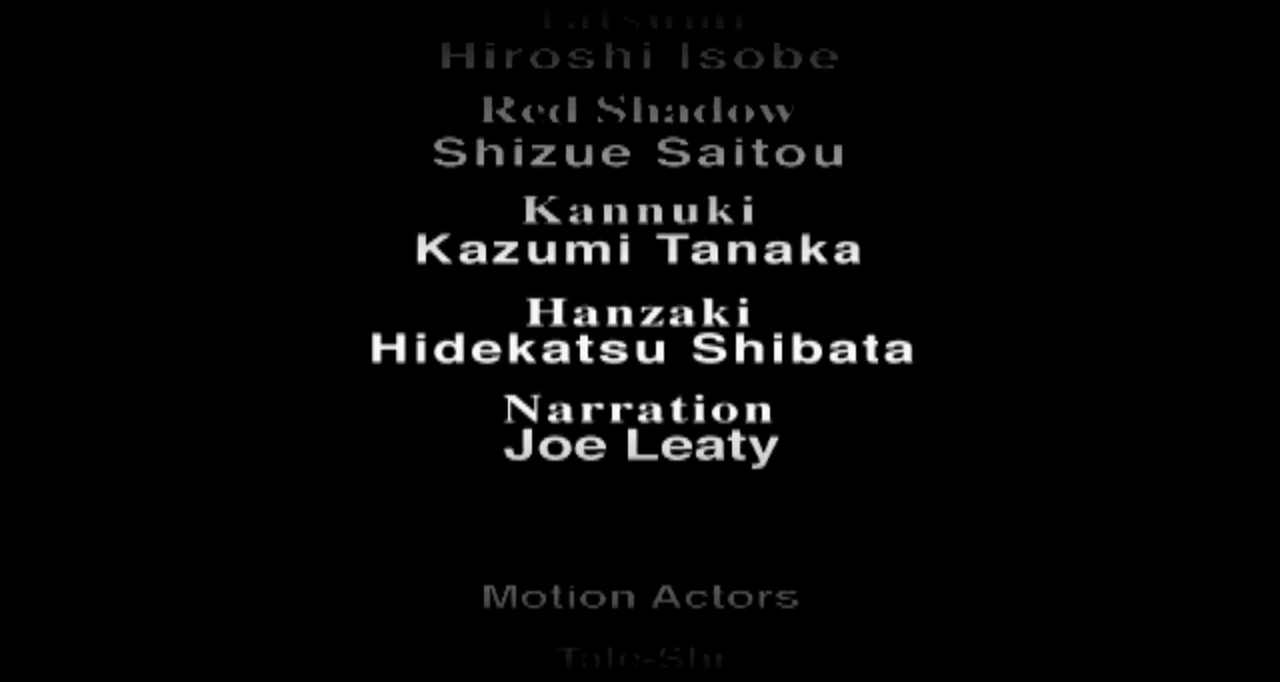 Hiroshi Isobe
Red Shadow
Shizue Saitou
Kannuki
Kazumi Tanaka
Hanzaki
Hidekatsu Shibata
Narration
Joe Leaty
Motion Actors